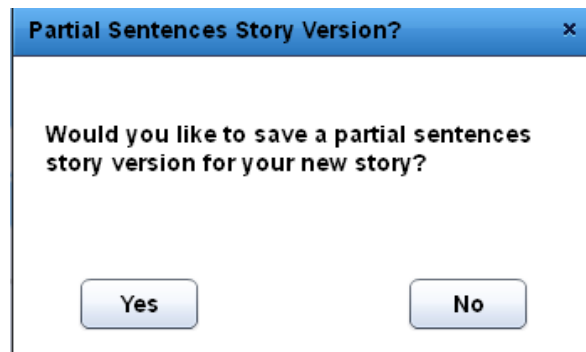 Partial Sentences Story Version? ×
Would you like to save a partial sentences
story version for your new story?
Yes No